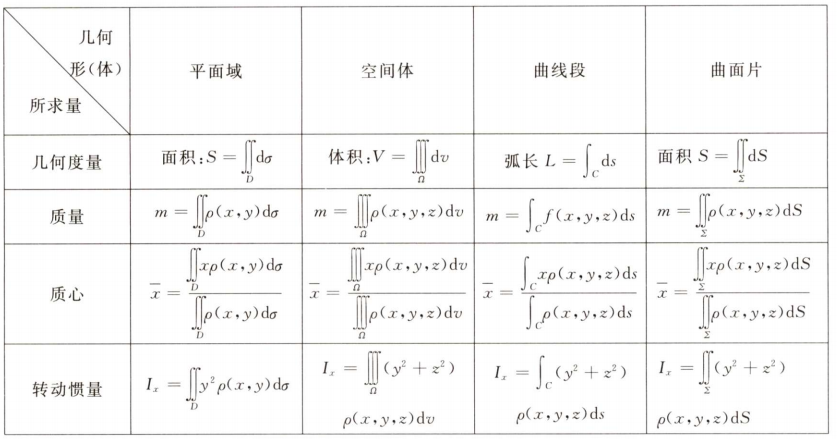 几何
形(体)
所求量
平面域
空间体
曲线段
曲面片
几何度量
面积:S = ∬_D dσ
体积:V = ∭_Ω dv
弧长 L = ∫_C ds
面积 S = ∬_Σ dS
质量
m = ∬_D ρ(x,y)dσ
m = ∭_Ω ρ(x,y,z)dv
m = ∫_C f(x,y,z)ds
m = ∬_Σ ρ(x,y,z)dS
质心
x̄ = ∬_D xρ(x,y)dσ / ∬_D ρ(x,y)dσ
x̄ = ∭_Ω xρ(x,y,z)dv / ∭_Ω ρ(x,y,z)dv
x̄ = ∫_C xρ(x,y,z)ds / ∫_C ρ(x,y,z)ds
x̄ = ∬_Σ xρ(x,y,z)dS / ∬_Σ ρ(x,y,z)dS
转动惯量
I_x = ∬_D y²ρ(x,y)dσ
I_x = ∭_Ω (y² + z²)
ρ(x,y,z)dv
I_x = ∫_C (y² + z²)
ρ(x,y,z)ds
I_x = ∬_Σ (y² + z²)
ρ(x,y,z)dS